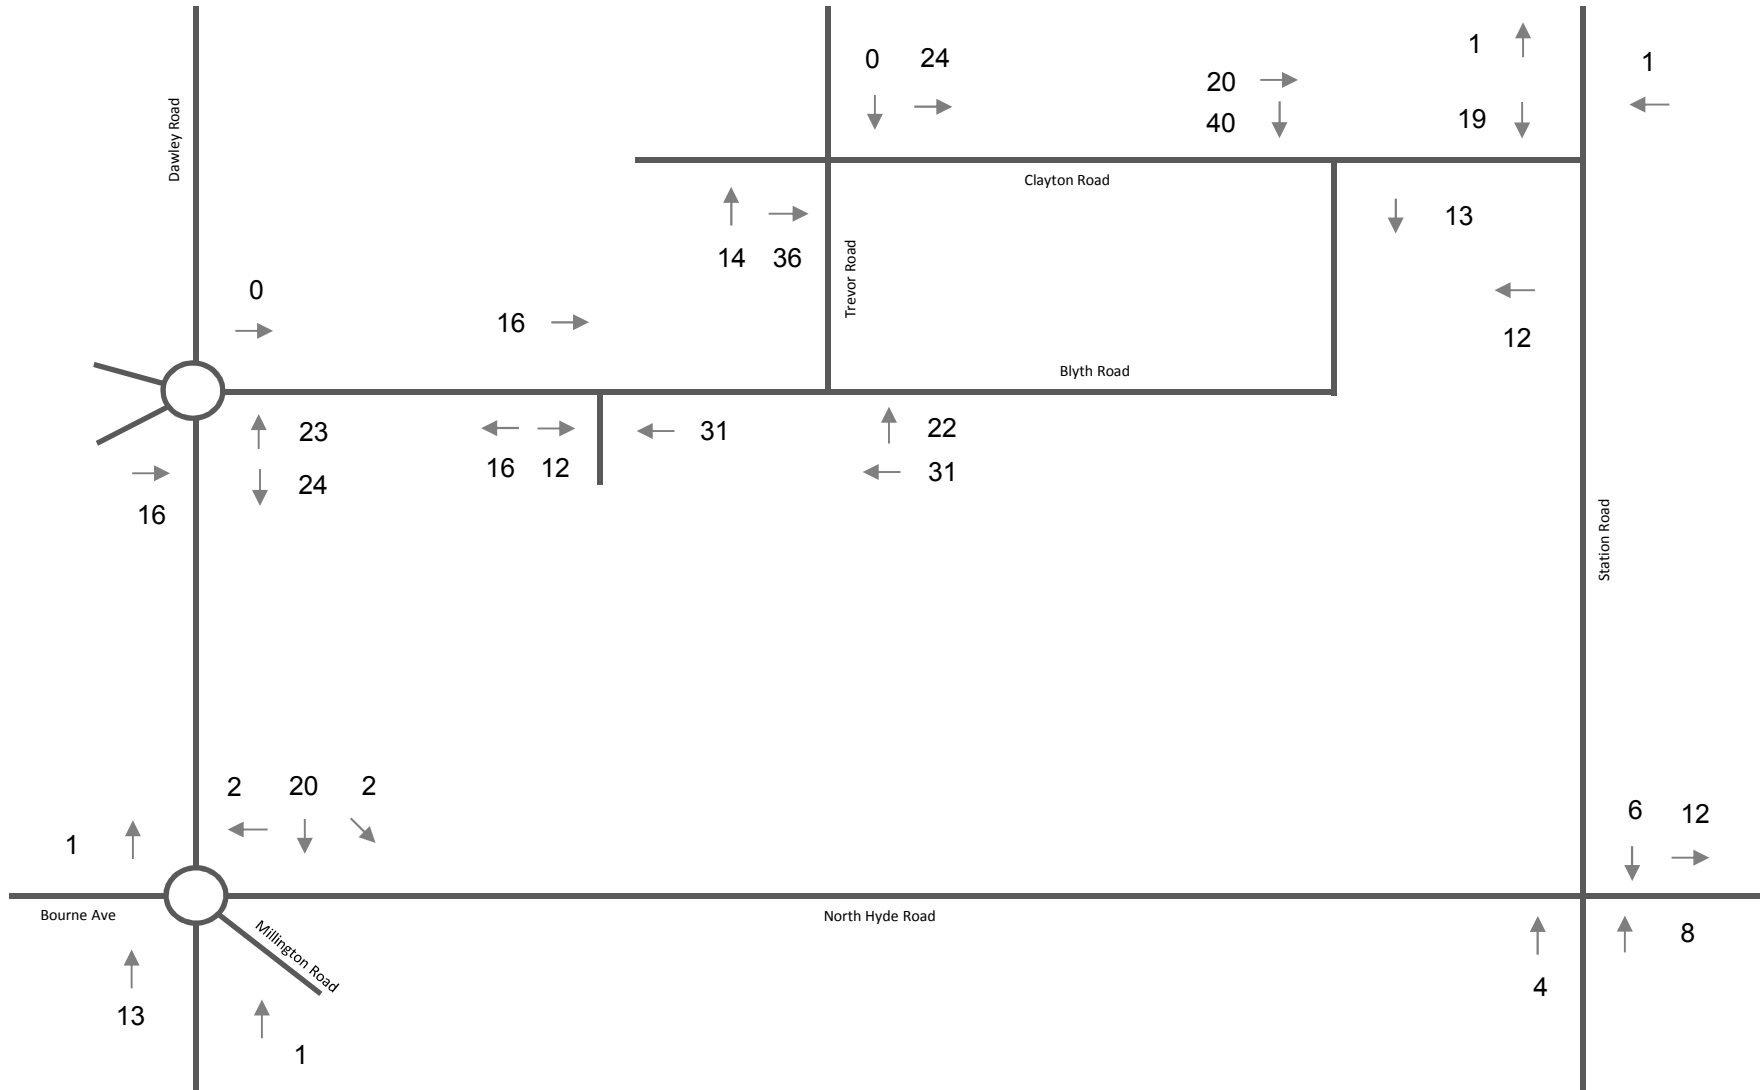 0 24
1
1
20
40
19
Dawley Road
Clayton Road
13
14 36
Trevor Road
0
16
12
Blyth Road
23
31
22
16 12
31
24
16
Station Road
2 20 2
6 12
1
Bourne Ave
North Hyde Road
Millington Road
8
4
13
1